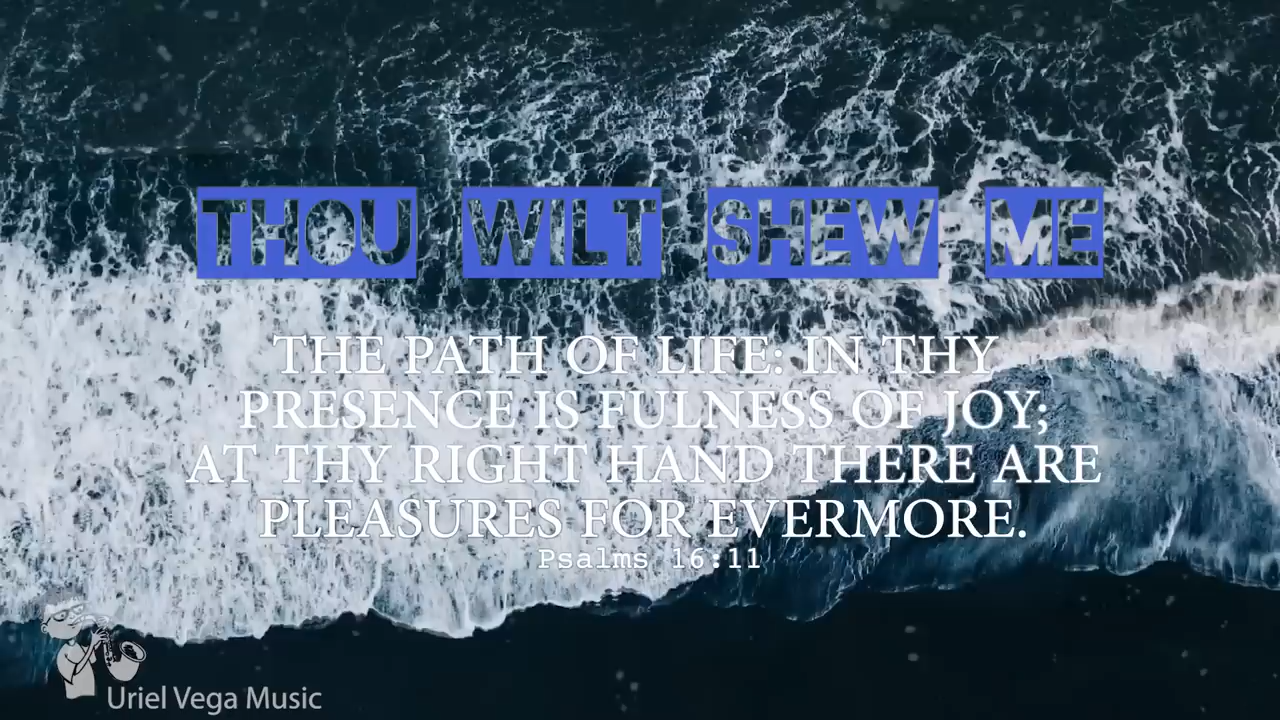 THOU WILT SHEW ME
THE PATH OF LIFE: IN THY
PRESENCE IS FULNESS OF JOY;
AT THY RIGHT HAND THERE ARE
PLEASURES FOR EVERMORE.
Psalms 16:11
Uriel Vega Music